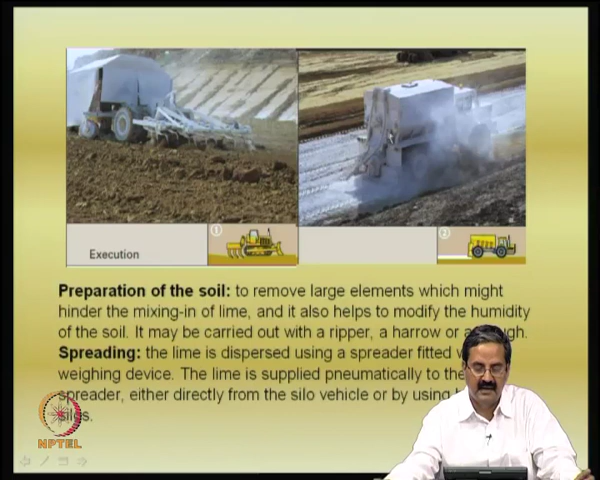 1
2
Execution
Preparation of the soil: to remove large elements which might
hinder the mixing-in of lime, and it also helps to modify the humidity
of the soil. It may be carried out with a ripper, a harrow or a
Spreading: the lime is dispersed using a spreader fitted
weighing device. The lime is supplied pneumatically to the
spreader, either directly from the silo vehicle or by using
silos.
NPTEL